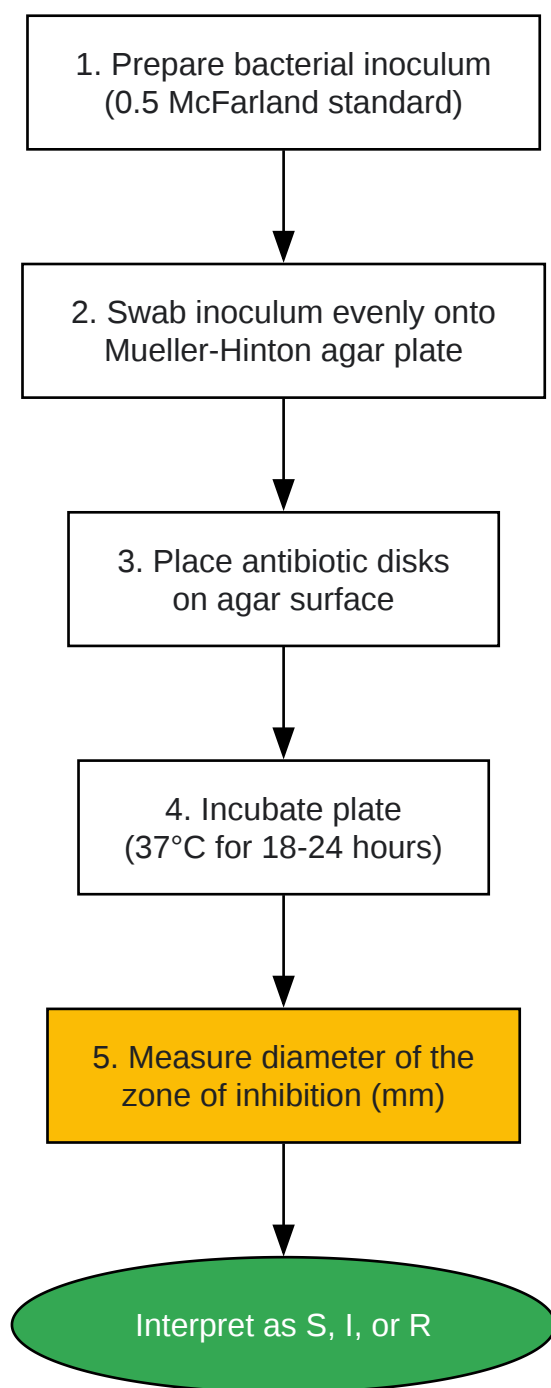 1. Prepare bacterial inoculum
(0.5 McFarland standard)
2. Swab inoculum evenly onto
Mueller-Hinton agar plate
3. Place antibiotic disks
on agar surface
4. Incubate plate
(37°C for 18-24 hours)
5. Measure diameter of the
zone of inhibition (mm)
Interpret as S, I, or R